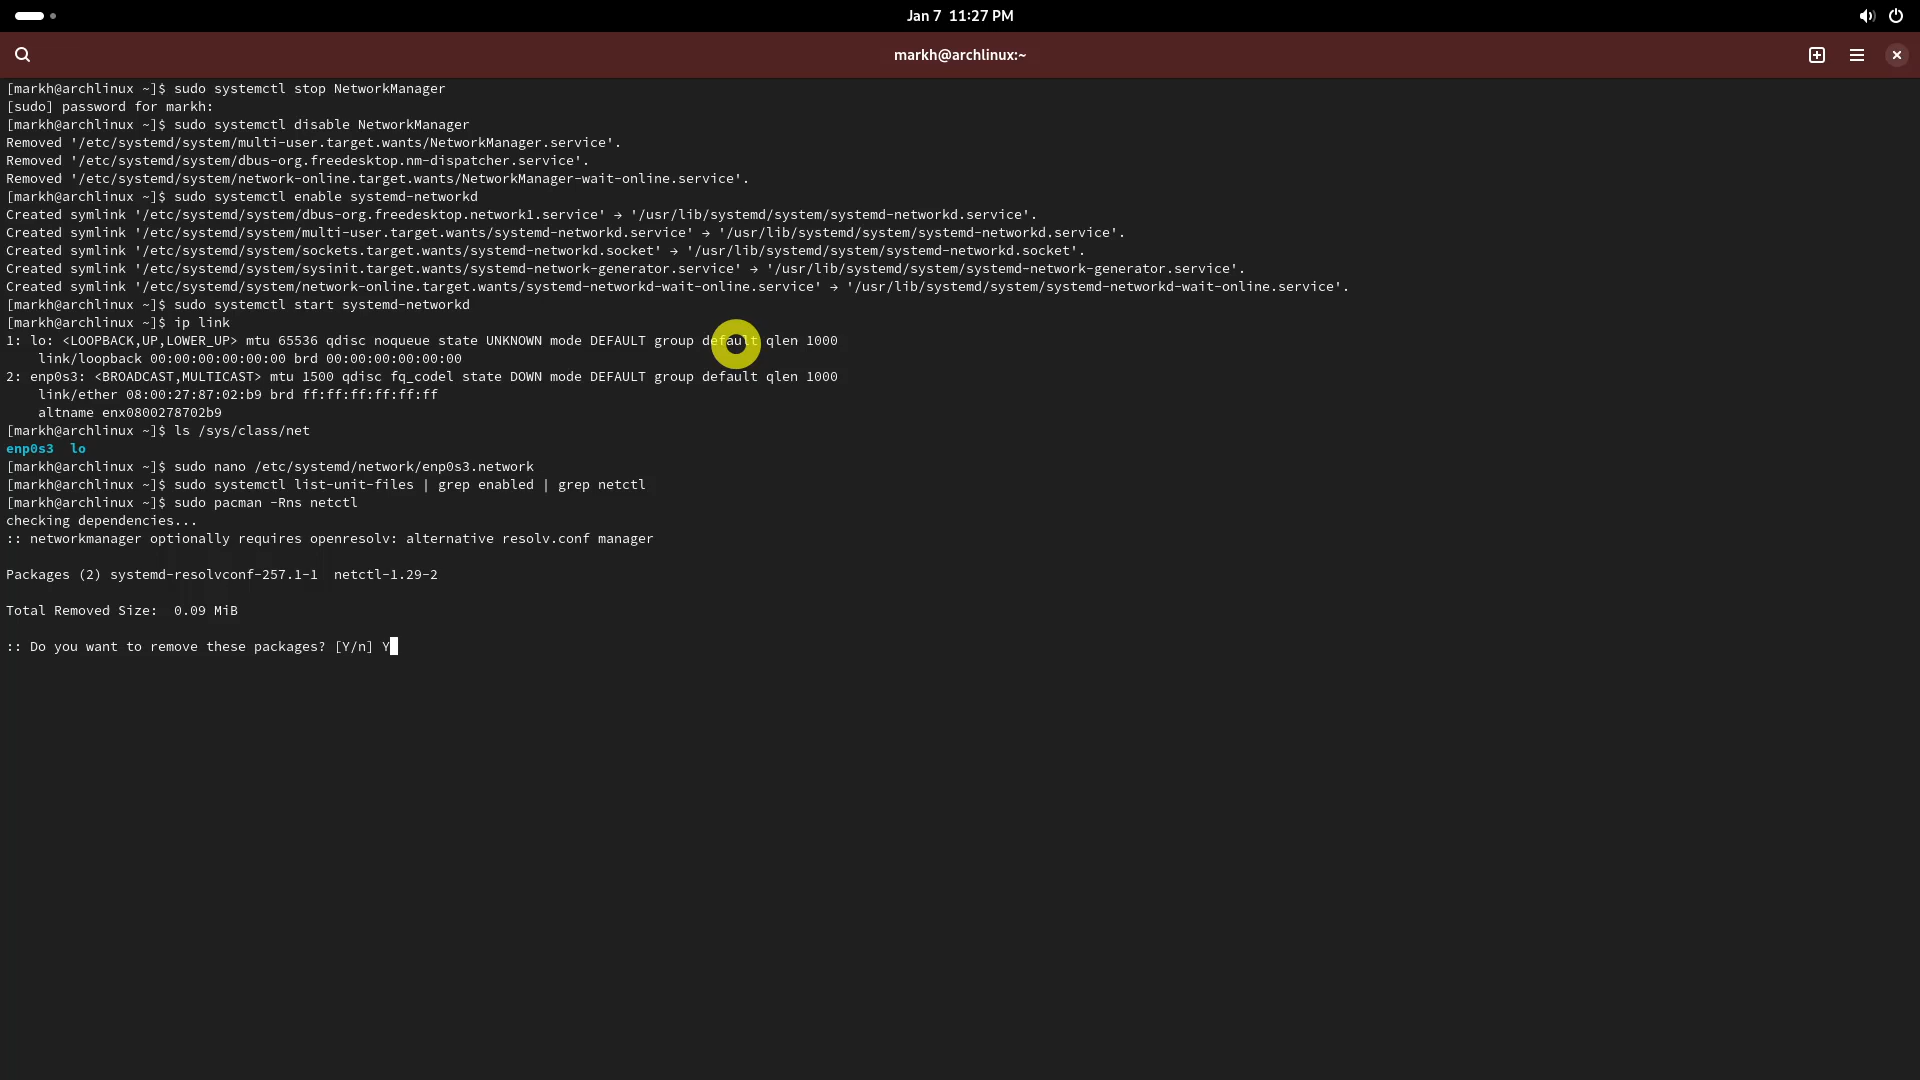 Jan 7 11:27 PM
markh@archlinux:~
[markh@archlinux ~]$ sudo systemctl stop NetworkManager
[sudo] password for markh:
[markh@archlinux ~]$ sudo systemctl disable NetworkManager
Removed '/etc/systemd/system/multi-user.target.wants/NetworkManager.service'.
Removed '/etc/systemd/system/dbus-org.freedesktop.nm-dispatcher.service'.
Removed '/etc/systemd/system/network-online.target.wants/NetworkManager-wait-online.service'.
[markh@archlinux ~]$ sudo systemctl enable systemd-networkd
Created symlink '/etc/systemd/system/dbus-org.freedesktop.network1.service' → '/usr/lib/systemd/system/systemd-networkd.service'.
Created symlink '/etc/systemd/system/multi-user.target.wants/systemd-networkd.service' → '/usr/lib/systemd/system/systemd-networkd.service'.
Created symlink '/etc/systemd/system/sockets.target.wants/systemd-networkd.socket' → '/usr/lib/systemd/system/systemd-networkd.socket'.
Created symlink '/etc/systemd/system/sysinit.target.wants/systemd-network-generator.service' → '/usr/lib/systemd/system/systemd-network-generator.service'.
Created symlink '/etc/systemd/system/network-online.target.wants/systemd-networkd-wait-online.service' → '/usr/lib/systemd/system/systemd-networkd-wait-online.service'.
[markh@archlinux ~]$ sudo systemctl start systemd-networkd
[markh@archlinux ~]$ ip link
1: lo: <LOOPBACK,UP,LOWER_UP> mtu 65536 qdisc noqueue state UNKNOWN mode DEFAULT group default qlen 1000
    link/loopback 00:00:00:00:00:00 brd 00:00:00:00:00:00
2: enp0s3: <BROADCAST,MULTICAST> mtu 1500 qdisc fq_codel state DOWN mode DEFAULT group default qlen 1000
    link/ether 08:00:27:87:02:b9 brd ff:ff:ff:ff:ff:ff
    altname enx0800278702b9
[markh@archlinux ~]$ ls /sys/class/net
enp0s3  lo
[markh@archlinux ~]$ sudo nano /etc/systemd/network/enp0s3.network
[markh@archlinux ~]$ sudo systemctl list-unit-files | grep enabled | grep netctl
[markh@archlinux ~]$ sudo pacman -Rns netctl
checking dependencies...
:: networkmanager optionally requires openresolv: alternative resolv.conf manager
Packages (2) systemd-resolvconf-257.1-1  netctl-1.29-2
Total Removed Size:  0.09 MiB
:: Do you want to remove these packages? [Y/n] Y